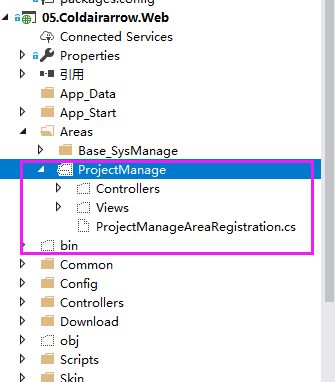 packages.config
05.Coldairarrow.Web
Connected Services
Properties
引用
App_Data
App_Start
Areas
Base_SysManage
ProjectManage
Controllers
Views
ProjectManageAreaRegistration.cs
bin
Common
Config
Controllers
Download
obj
Scripts
Skin